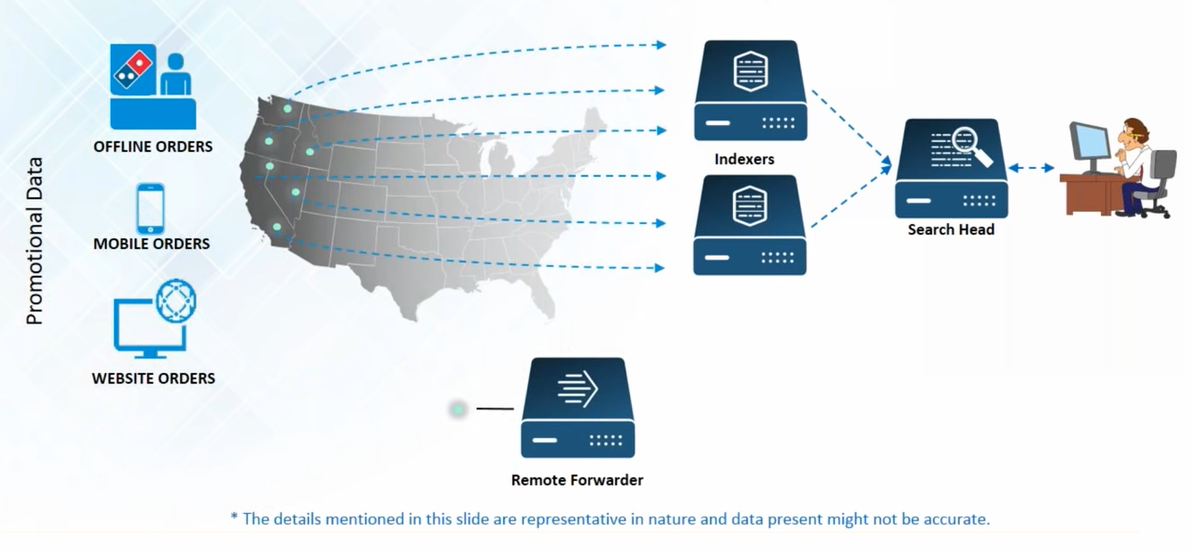 Promotional Data
OFFLINE ORDERS
MOBILE ORDERS
WEBSITE ORDERS
Indexers
Search Head
Remote Forwarder
* The details mentioned in this slide are representative in nature and data present might not be accurate.